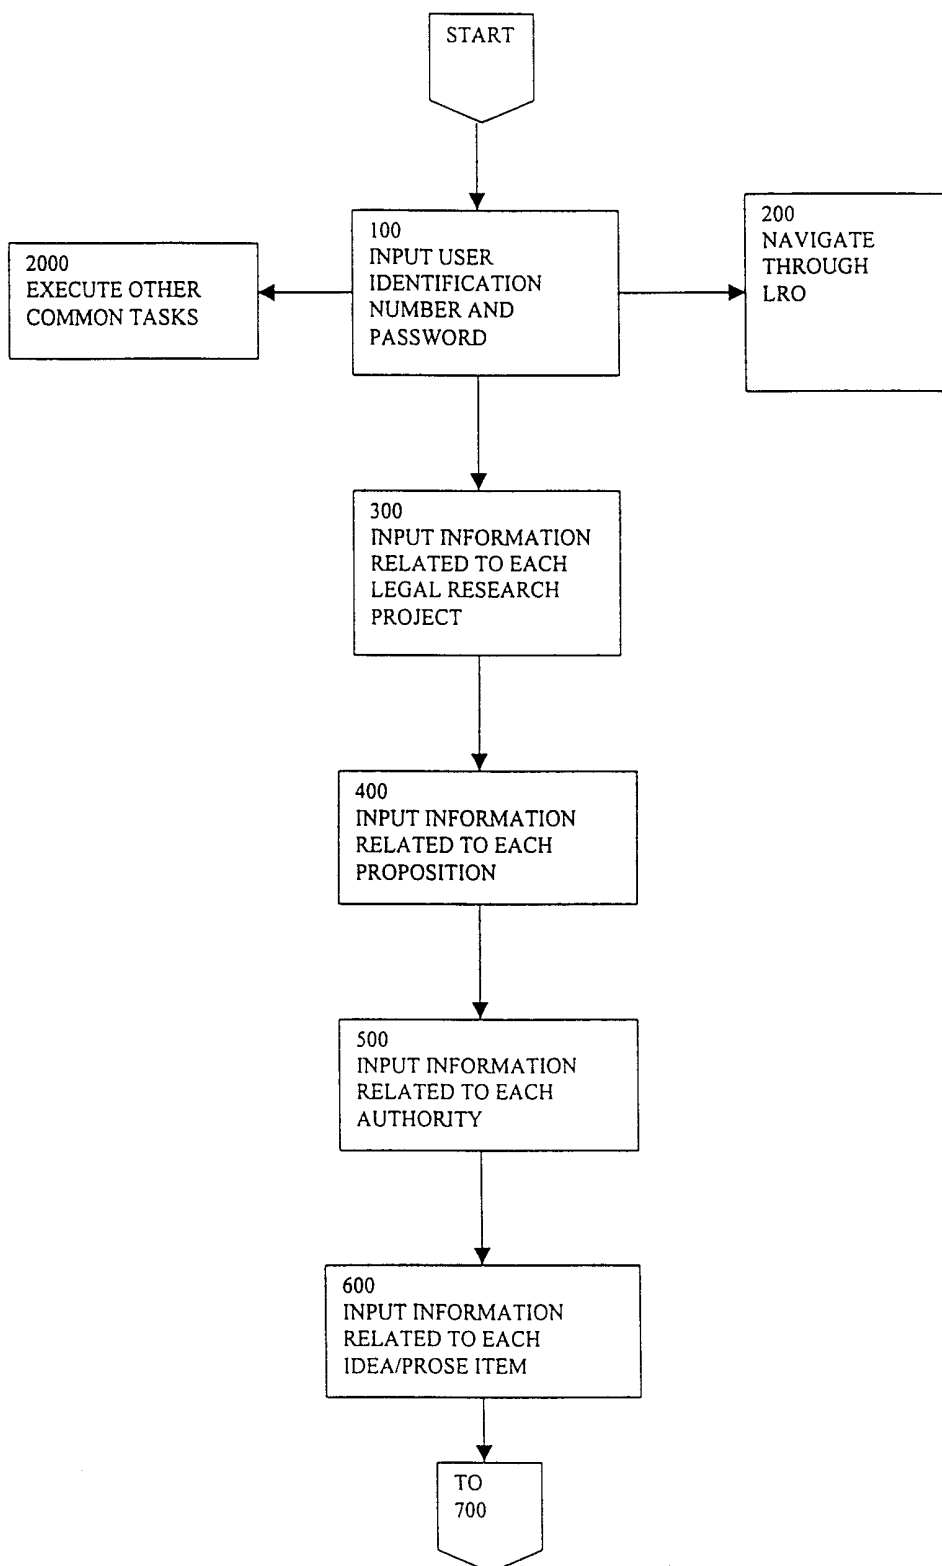 START
100
INPUT USER
IDENTIFICATION
NUMBER AND
PASSWORD
200
NAVIGATE
THROUGH
LRO
2000
EXECUTE OTHER
COMMON TASKS
300
INPUT INFORMATION
RELATED TO EACH
LEGAL RESEARCH
PROJECT
400
INPUT INFORMATION
RELATED TO EACH
PROPOSITION
500
INPUT INFORMATION
RELATED TO EACH
AUTHORITY
600
INPUT INFORMATION
RELATED TO EACH
IDEA/PROSE ITEM
TO
700